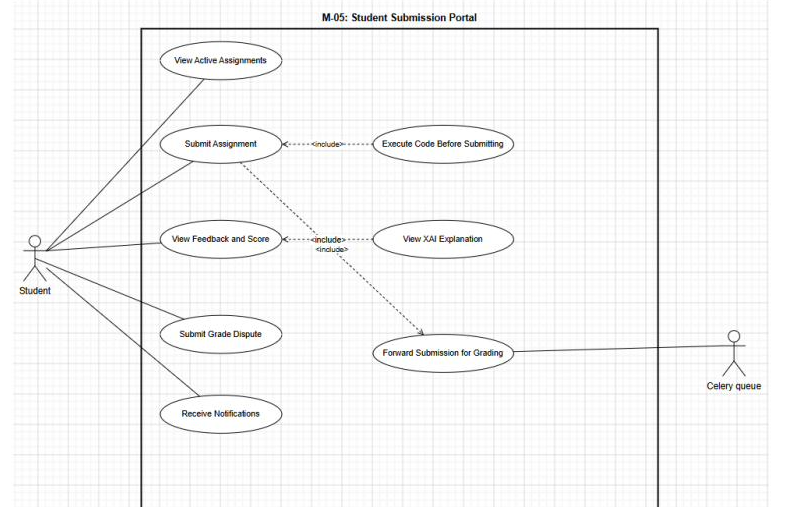 M-05: Student Submission Portal
View Active Assignments
Submit Assignment
<include>
Execute Code Before Submitting
View Feedback and Score
<include>
<include>
View XAI Explanation
Student
Submit Grade Dispute
Forward Submission for Grading
Celery queue
Receive Notifications